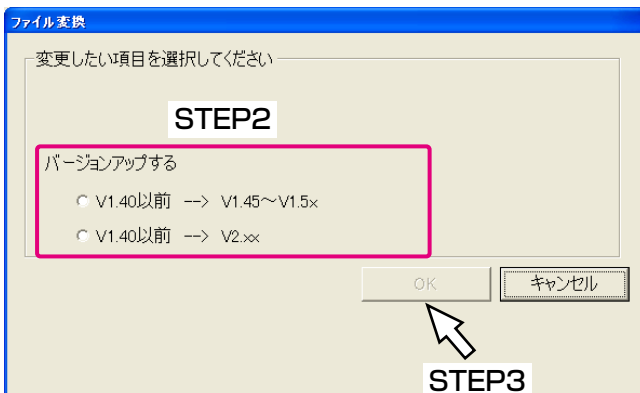 ファイル変換
変更したい項目を選択してください
STEP2
バージョンアップする
V1.40以前 --> V1.45～V1.5x
V1.40以前 --> V2.xx
OK キャンセル
STEP3